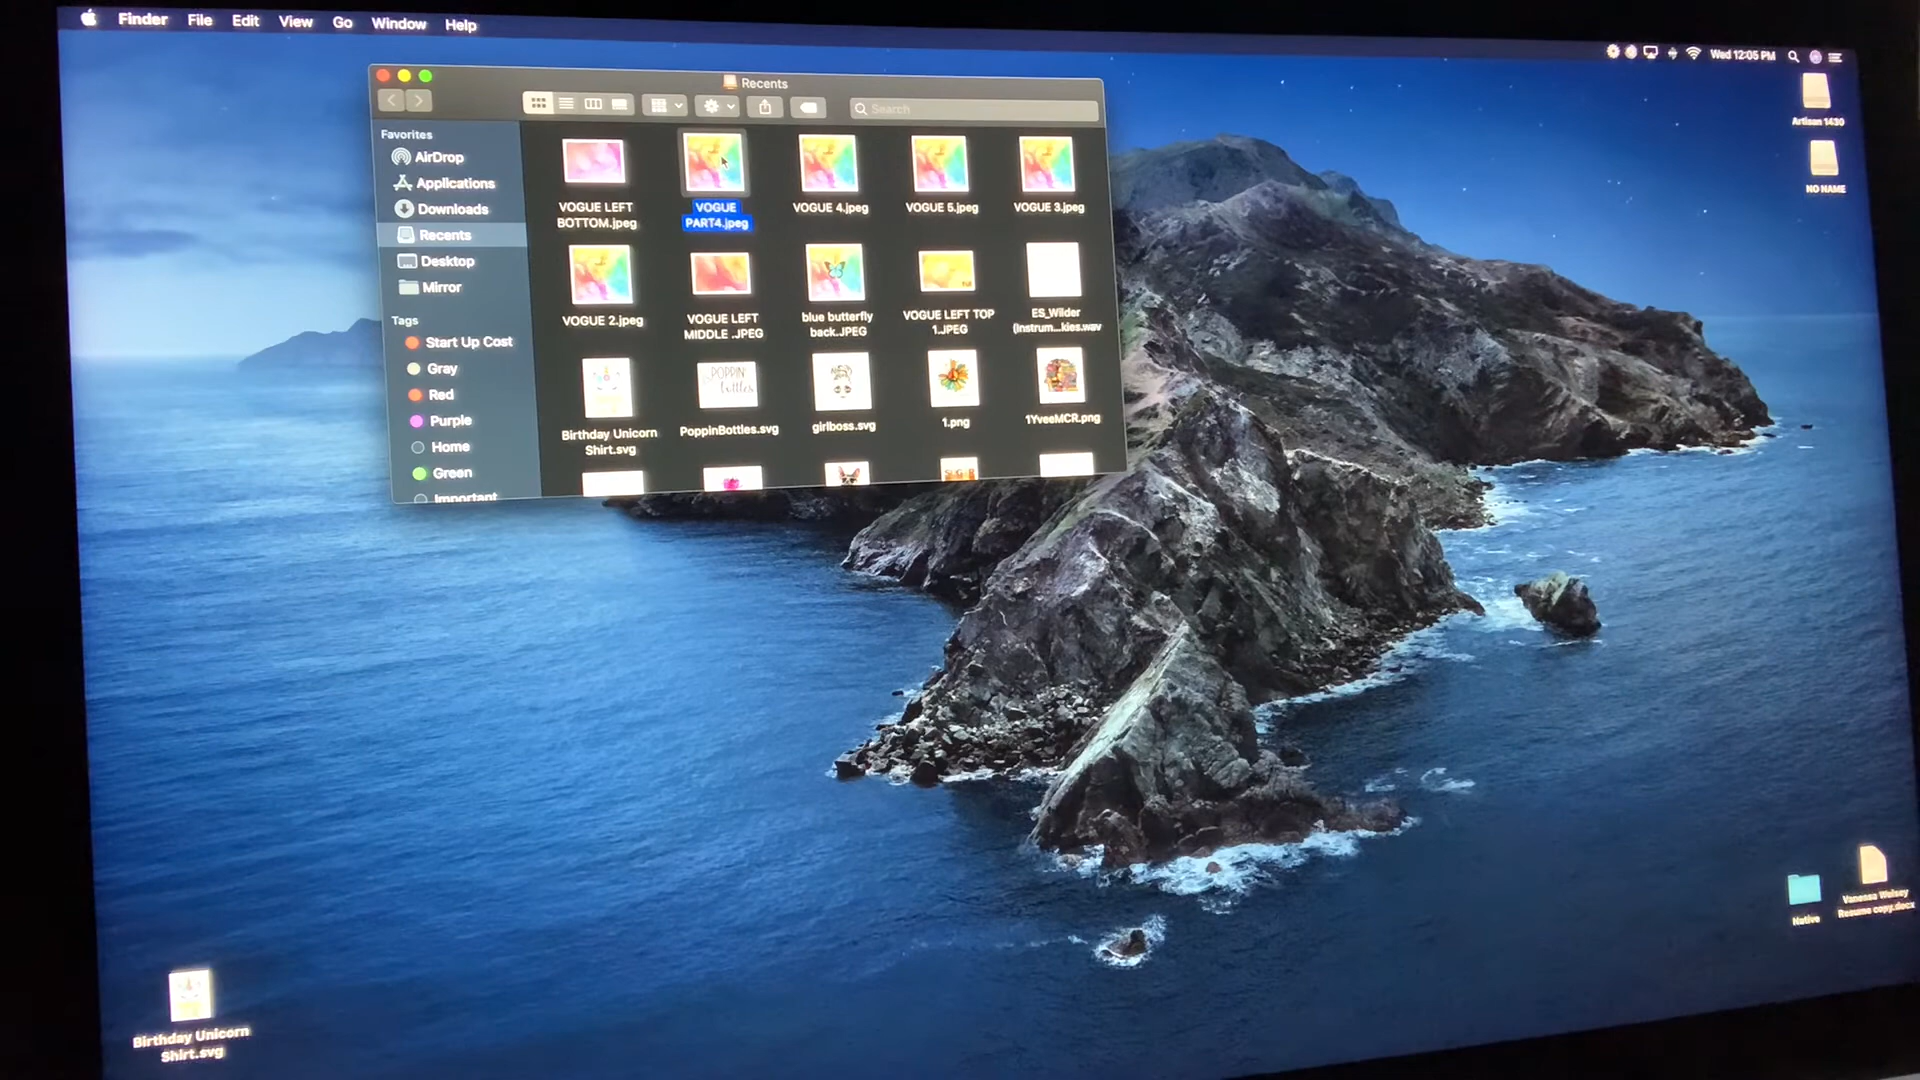 Finder File Edit View Go Window Help
Wed 12:05 PM
Recents
Search
Favorites
AirDrop
Applications
Downloads
Recents
Desktop
Mirror
Tags
Start Up Cost
Gray
Red
Purple
Home
Green
Important
VOGUE LEFT
BOTTOM.jpeg
VOGUE
PART4.jpeg
VOGUE 4.jpeg
VOGUE 5.jpeg
VOGUE 3.jpeg
VOGUE 2.jpeg
VOGUE LEFT
MIDDLE .JPEG
blue butterfly
back.JPEG
VOGUE LEFT TOP
1.JPEG
ES_Wilder
(Instrum...kies.wav
Birthday Unicorn
Shirt.svg
POPPIN'
bottles
PoppinBottles.svg
girlboss.svg
1.png
1YveeMCR.png
Artisan 1430
NO NAME
Native
Vanessa Welsey
Resume copy.docx
Birthday Unicorn
Shirt.svg